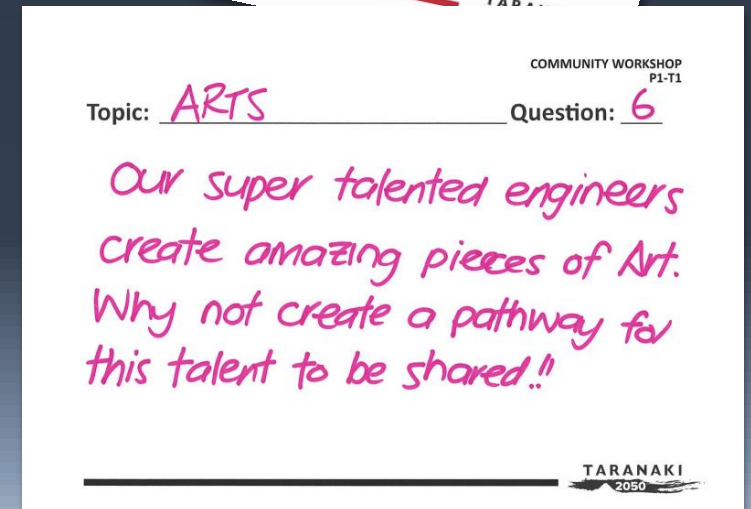 COMMUNITY WORKSHOP
P1-T1
Topic: ARTS Question: 6
Our super talented engineers
create amazing pieces of Art.
Why not create a pathway for
this talent to be shared!!
TARANAKI
2050